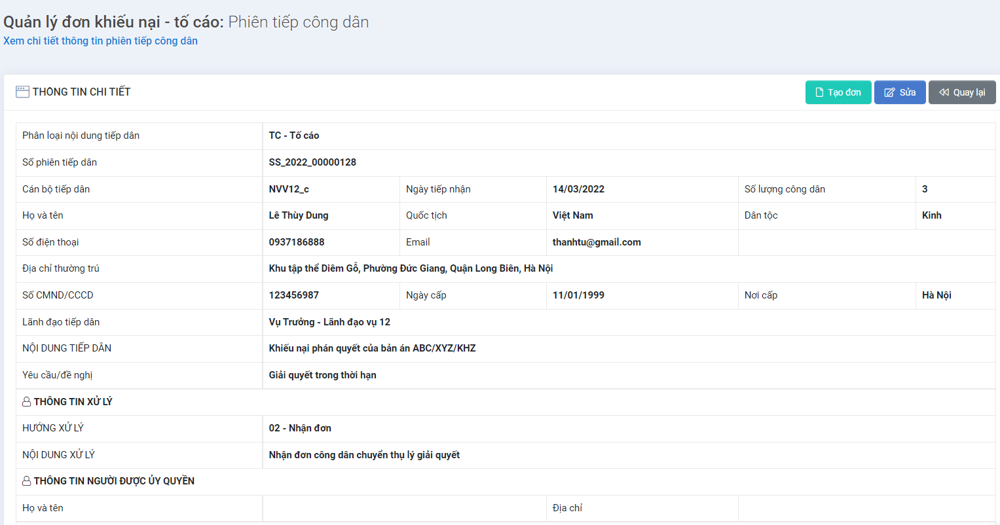 Quản lý đơn khiếu nại - tố cáo: Phiên tiếp công dân
Xem chi tiết thông tin phiên tiếp công dân
THÔNG TIN CHI TIẾT
Tạo đơn Sửa Quay lại
Phân loại nội dung tiếp dân TC - Tố cáo
Số phiên tiếp dân SS_2022_00000128
Cán bộ tiếp dân NVV12_c Ngày tiếp nhận 14/03/2022 Số lượng công dân 3
Họ và tên Lê Thùy Dung Quốc tịch Việt Nam Dân tộc Kinh
Số điện thoại 0937186888 Email thanhtu@gmail.com
Địa chỉ thường trú Khu tập thể Diêm Gỗ, Phường Đức Giang, Quận Long Biên, Hà Nội
Số CMND/CCCD 123456987 Ngày cấp 11/01/1999 Nơi cấp Hà Nội
Lãnh đạo tiếp dân Vụ Trưởng - Lãnh đạo vụ 12
NỘI DUNG TIẾP DÂN Khiếu nại phán quyết của bản án ABC/XYZ/KHZ
Yêu cầu/đề nghị Giải quyết trong thời hạn
THÔNG TIN XỬ LÝ
HƯỚNG XỬ LÝ 02 - Nhận đơn
NỘI DUNG XỬ LÝ Nhận đơn công dân chuyển thụ lý giải quyết
THÔNG TIN NGƯỜI ĐƯỢC ỦY QUYỀN
Họ và tên Địa chỉ